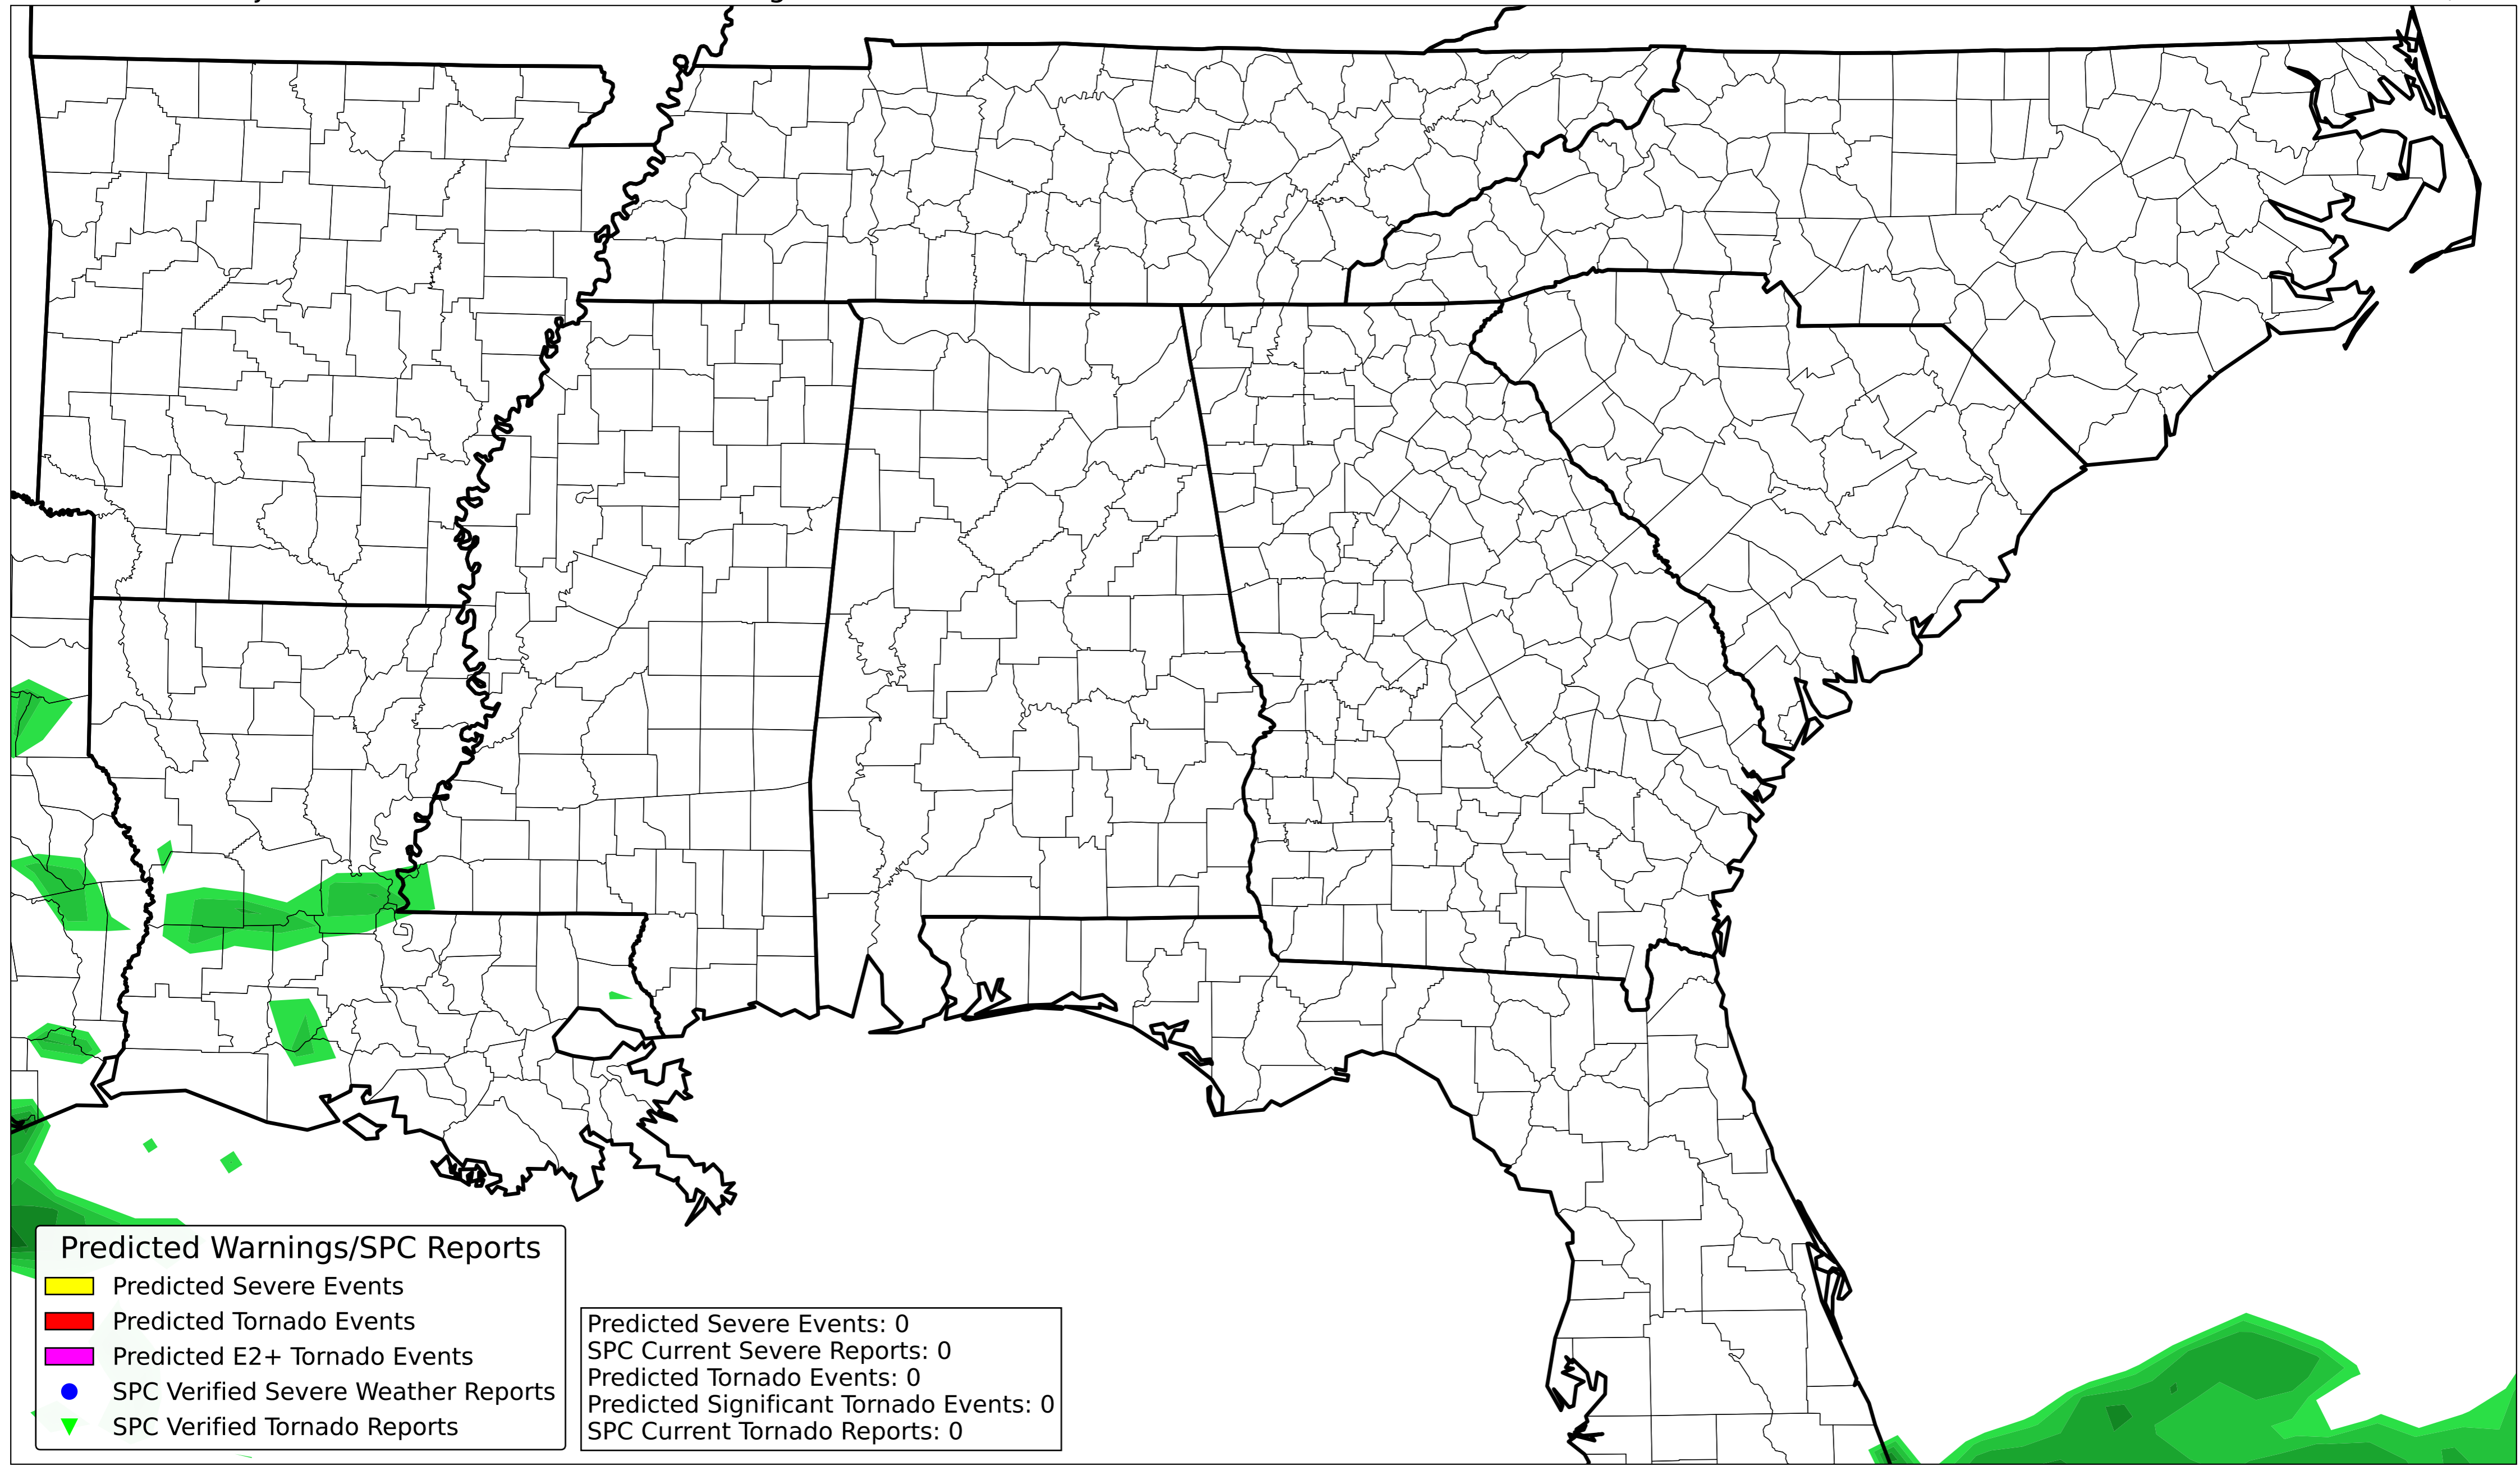 Predicted Warnings/SPC Reports
Predicted Severe Events
Predicted Tornado Events
Predicted E2+ Tornado Events
SPC Verified Severe Weather Reports
SPC Verified Tornado Reports
Predicted Severe Events: 0
SPC Current Severe Reports: 0
Predicted Tornado Events: 0
Predicted Significant Tornado Events: 0
SPC Current Tornado Reports: 0